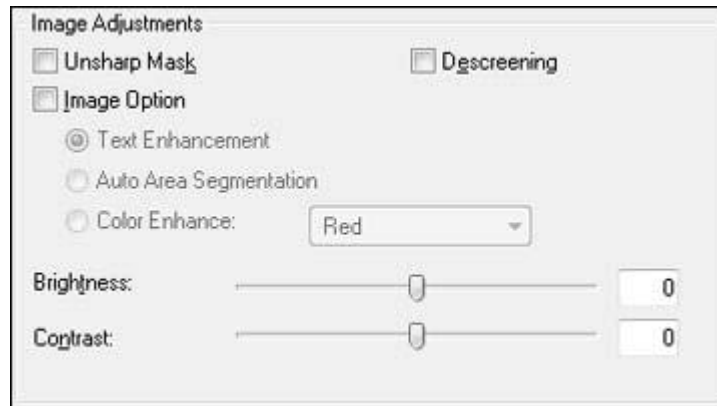 Image Adjustments
Unsharp Mask Descreening
Image Option
Text Enhancement
Auto Area Segmentation
Color Enhance: Red
Brightness: 0
Contrast: 0